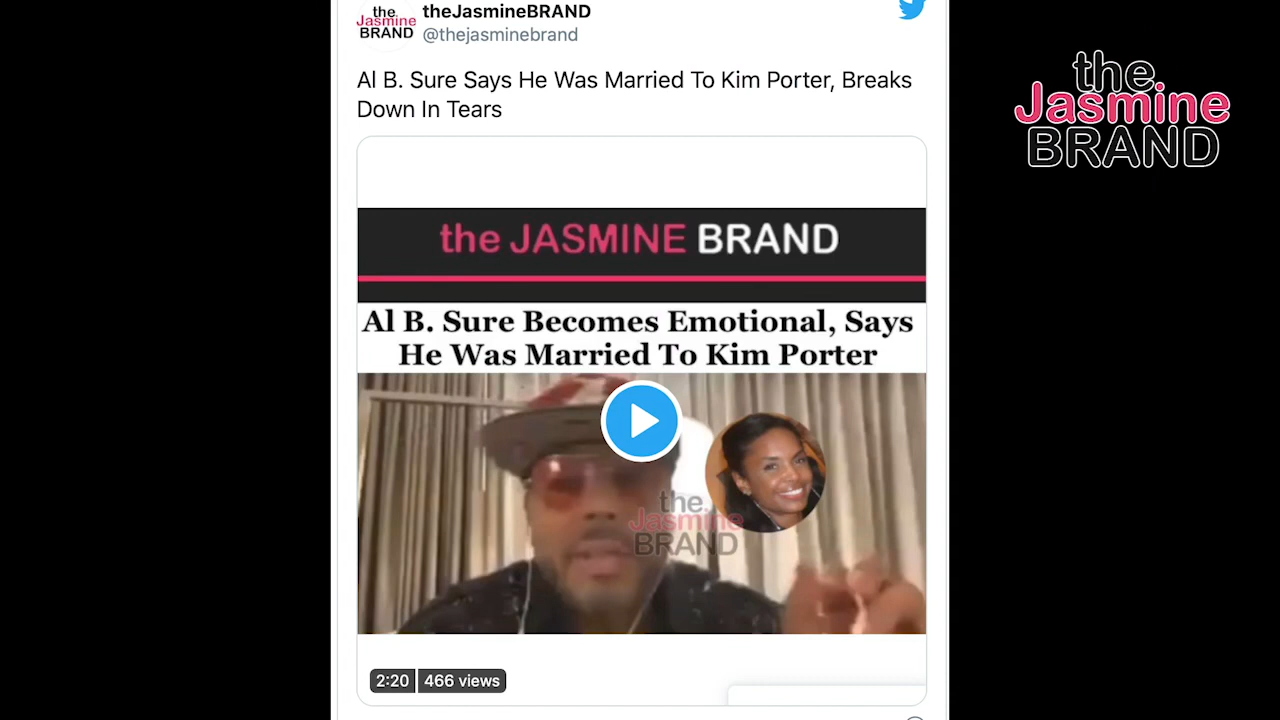 the
Jasmine
BRAND
theJasmineBRAND
@thejasminebrand
Al B. Sure Says He Was Married To Kim Porter, Breaks
Down In Tears
the JASMINE BRAND
Al B. Sure Becomes Emotional, Says
He Was Married To Kim Porter
the
Jasmine
BRAND
2:20
466 views
the
Jasmine
BRAND